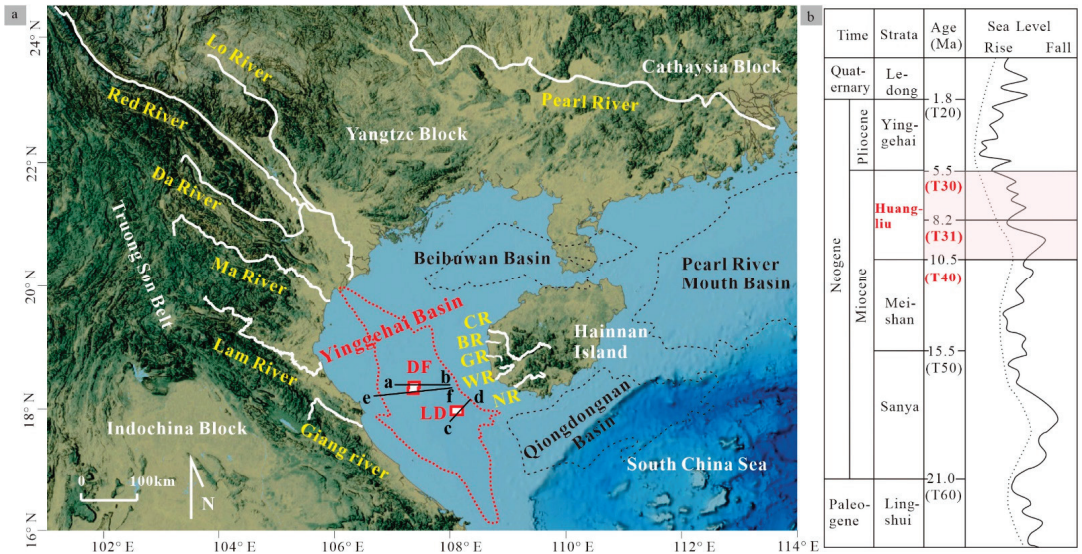 a
24° N
22° N
20° N
18° N
16° N
102° E
104° E
106° E
108° E
110° E
112° E
114° E
Lo River
Red River
Da River
Ma River
Lam River
Giang river
Truong Son Belt
Yangtze Block
Cathaysia Block
Pearl River
Beibuwan Basin
Pearl River
Mouth Basin
Yinggehai Basin
CR
BR
GR
WR
NR
Hainnan
Island
DF
a
b
e
f
d
LD
c
Qiongdongnan
Basin
South China Sea
Indochina Block
0
100km
N
b
Time
Strata
Age
(Ma)
Sea Level
Rise
Fall
Quat-
ernary
Le-
dong
1.8
(T20)
Neogene
Pliocene
Ying-
gehai
5.5
(T30)
Miocene
Huang-
liu
8.2
(T31)
10.5
(T40)
Mei-
shan
15.5
(T50)
Sanya
21.0
(T60)
Paleo-
gene
Ling-
shui